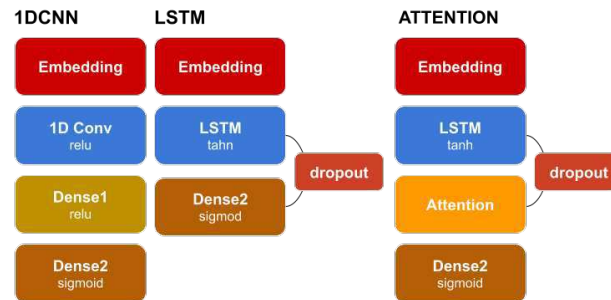 1DCNN
Embedding
1D Conv
relu
Dense1
relu
Dense2
sigmoid
LSTM
Embedding
LSTM
tahn
Dense2
sigmod
dropout
ATTENTION
Embedding
LSTM
tanh
Attention
Dense2
sigmoid
dropout